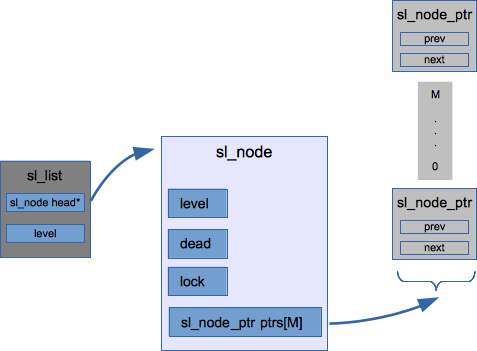 sl_list
sl_node head*
level
sl_node
level
dead
lock
sl_node_ptr ptrs[M]
sl_node_ptr
prev
next
M
.
.
.
0
sl_node_ptr
prev
next